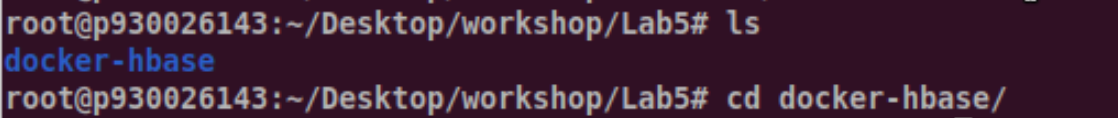 root@p930026143:~/Desktop/workshop/Lab5# ls
docker-hbase
root@p930026143:~/Desktop/workshop/Lab5# cd docker-hbase/